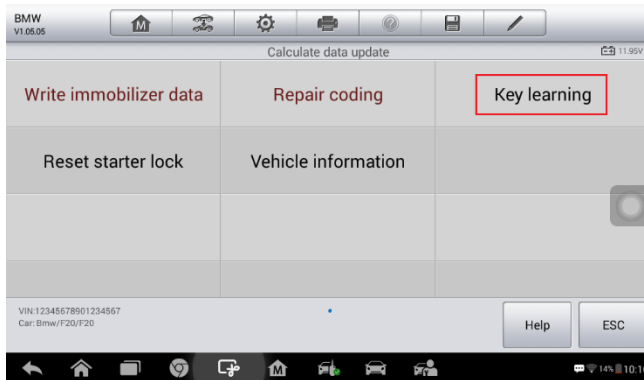 BMW
V1.05.05
Calculate data update
11.95V
Write immobilizer data
Repair coding
Key learning
Reset starter lock
Vehicle information
VIN:12345678901234567
Car: Bmw/F20/F20
Help
ESC
14%